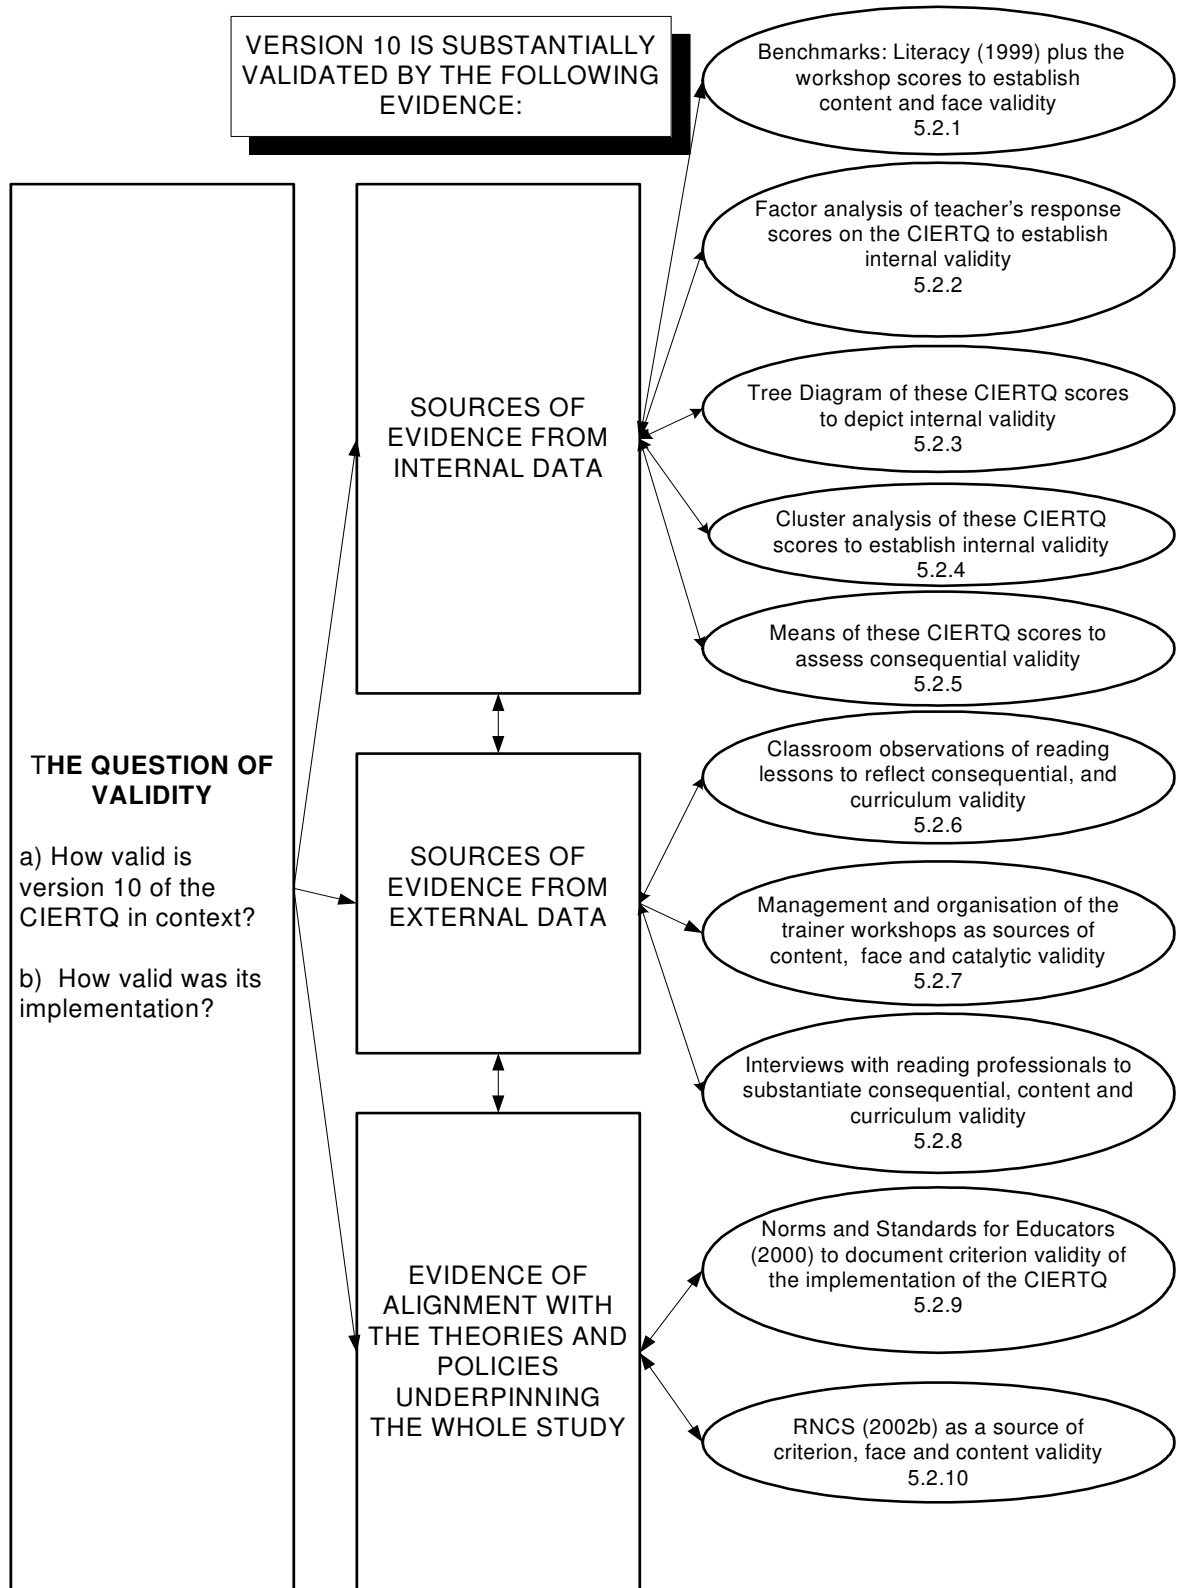 VERSION 10 IS SUBSTANTIALLY
VALIDATED BY THE FOLLOWING
EVIDENCE:
THE QUESTION OF
VALIDITY
a) How valid is
version 10 of the
CIERTQ in context?
b) How valid was its
implementation?
SOURCES OF
EVIDENCE FROM
INTERNAL DATA
SOURCES OF
EVIDENCE FROM
EXTERNAL DATA
EVIDENCE OF
ALIGNMENT WITH
THE THEORIES AND
POLICIES
UNDERPINNING
THE WHOLE STUDY
Benchmarks: Literacy (1999) plus the
workshop scores to establish
content and face validity
5.2.1
Factor analysis of teacher's response
scores on the CIERTQ to establish
internal validity
5.2.2
Tree Diagram of these CIERTQ scores
to depict internal validity
5.2.3
Cluster analysis of these CIERTQ
scores to establish internal validity
5.2.4
Means of these CIERTQ scores to
assess consequential validity
5.2.5
Classroom observations of reading
lessons to reflect consequential, and
curriculum validity
5.2.6
Management and organisation of the
trainer workshops as sources of
content, face and catalytic validity
5.2.7
Interviews with reading professionals to
substantiate consequential, content and
curriculum validity
5.2.8
Norms and Standards for Educators
(2000) to document criterion validity of
the implementation of the CIERTQ
5.2.9
RNCS (2002b) as a source of
criterion, face and content validity
5.2.10